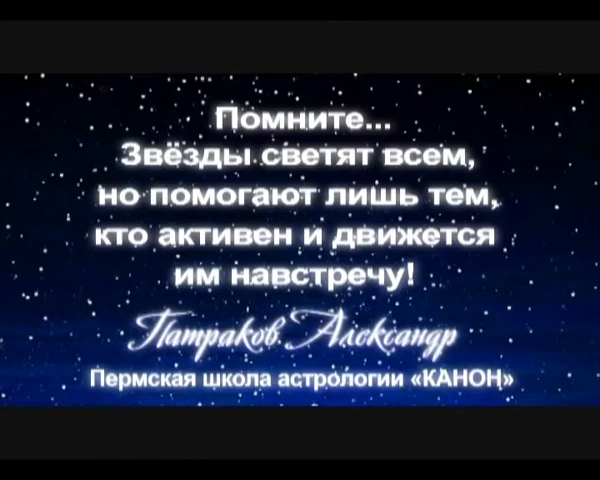 Помните...
Звёзды светят всем,
но помогают лишь тем,
кто активен и движется
им навстречу!
Патраков Александр
Пермская школа астрологии «КАНОН»